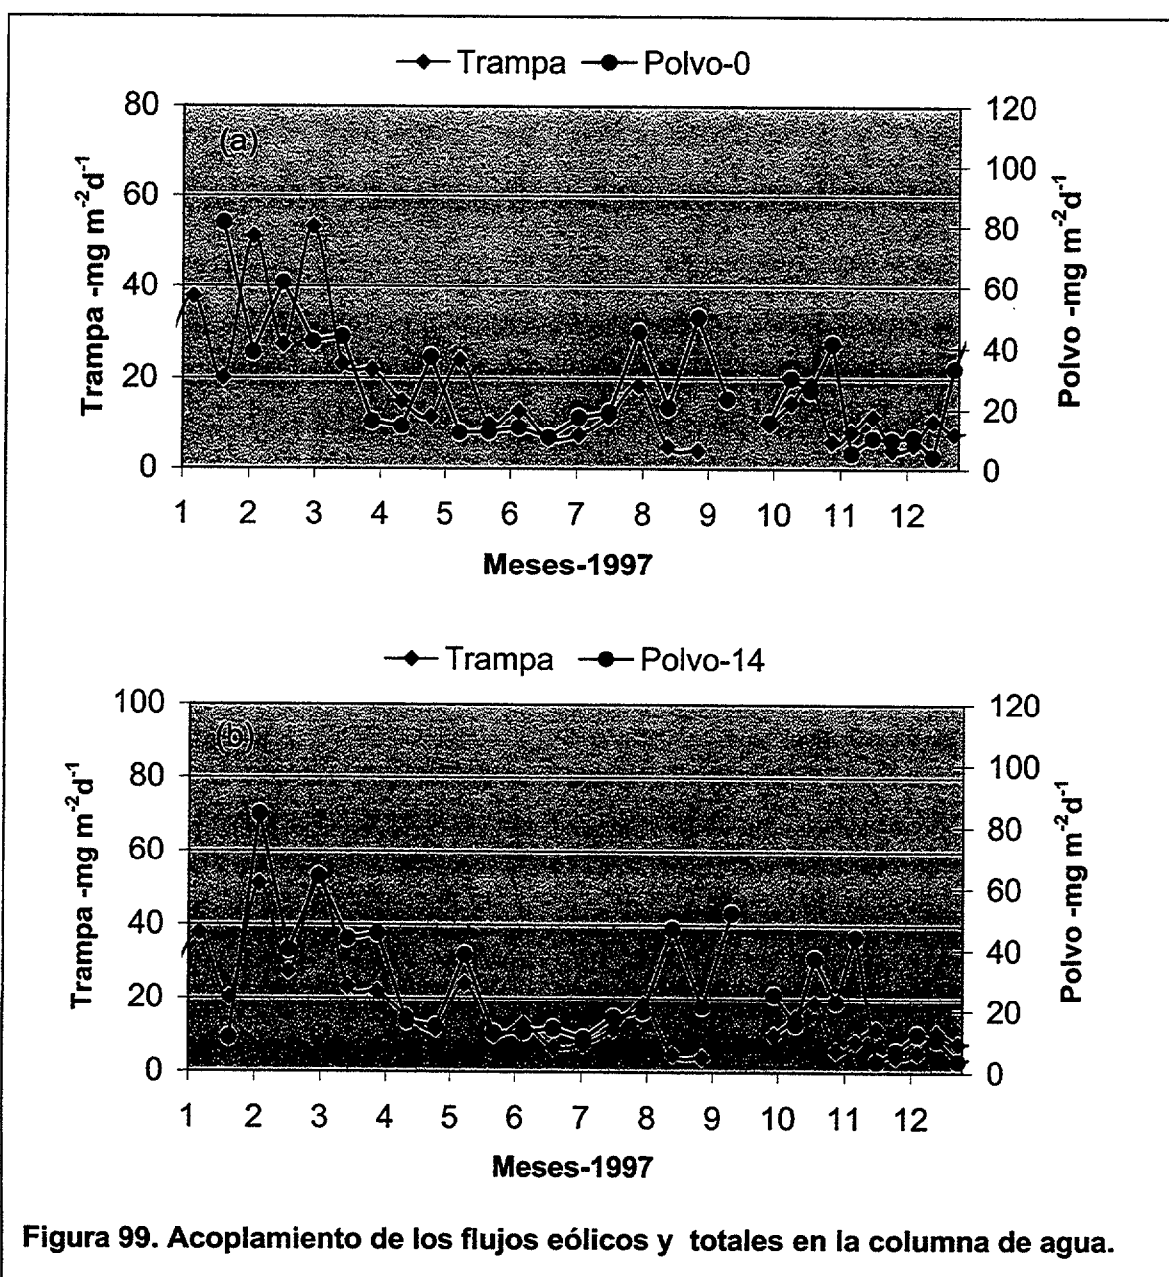 Trampa Polvo-0
80
60
40
20
0
(a)
120
100
80
60
40
20
0
Trampa -mg m⁻²d⁻¹
Polvo -mg m⁻²d⁻¹
1 2 3 4 5 6 7 8 9 10 11 12
Meses-1997
Trampa Polvo-14
100
80
60
40
20
0
(b)
120
100
80
60
40
20
0
Trampa -mg m⁻²d⁻¹
Polvo -mg m⁻²d⁻¹
1 2 3 4 5 6 7 8 9 10 11 12
Meses-1997
Figura 99. Acoplamiento de los flujos eólicos y totales en la columna de agua.